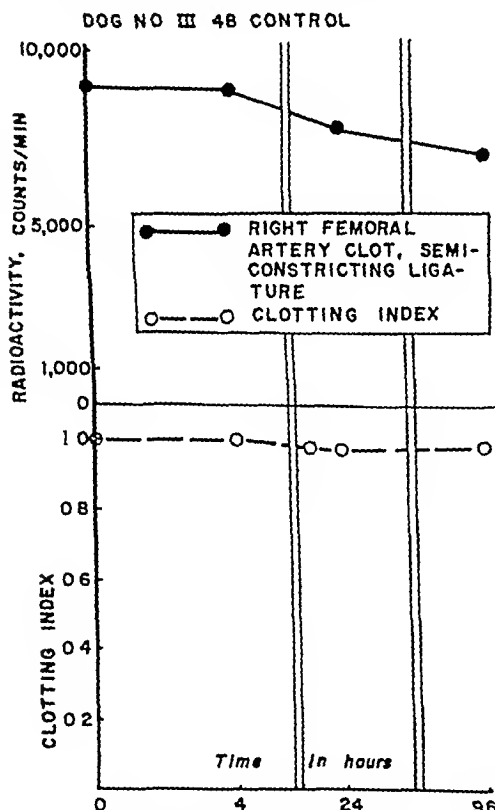 DOG NO III 4B CONTROL
10,000
5,000
1,000
0
RADIOACTIVITY, COUNTS/MIN
RIGHT FEMORAL
ARTERY CLOT, SEMI-
CONSTRICTING LIGA-
TURE
CLOTTING INDEX
1 0
0 8
0 6
0 4
0 2
CLOTTING INDEX
Time In hours
0 4 24 96